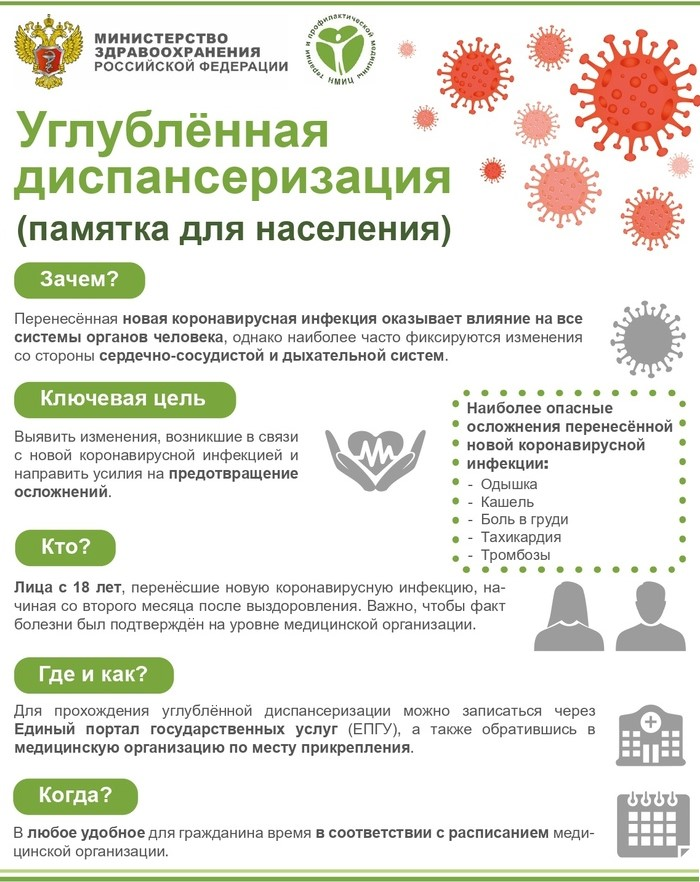 МИНИСТЕРСТВО
ЗДРАВООХРАНЕНИЯ
РОССИЙСКОЙ ФЕДЕРАЦИИ
НМИЦ терапии и профилактической медицины
Углублённая
диспансеризация
(памятка для населения)
Зачем?
Перенесённая новая коронавирусная инфекция оказывает влияние на все
системы органов человека, однако наиболее часто фиксируются изменения
со стороны сердечно-сосудистой и дыхательной систем.
Ключевая цель
Выявить изменения, возникшие в связи
с новой коронавирусной инфекцией и
направить усилия на предотвращение
осложнений.
Наиболее опасные
осложнения перенесённой
новой коронавирусной
инфекции:
- Одышка
- Кашель
- Боль в груди
- Тахикардия
- Тромбозы
Кто?
Лица с 18 лет, перенёсшие новую коронавирусную инфекцию, на-
чиная со второго месяца после выздоровления. Важно, чтобы факт
болезни был подтверждён на уровне медицинской организации.
Где и как?
Для прохождения углублённой диспансеризации можно записаться через
Единый портал государственных услуг (ЕПГУ), а также обратившись в
медицинскую организацию по месту прикрепления.
Когда?
В любое удобное для гражданина время в соответствии с расписанием меди-
цинской организации.